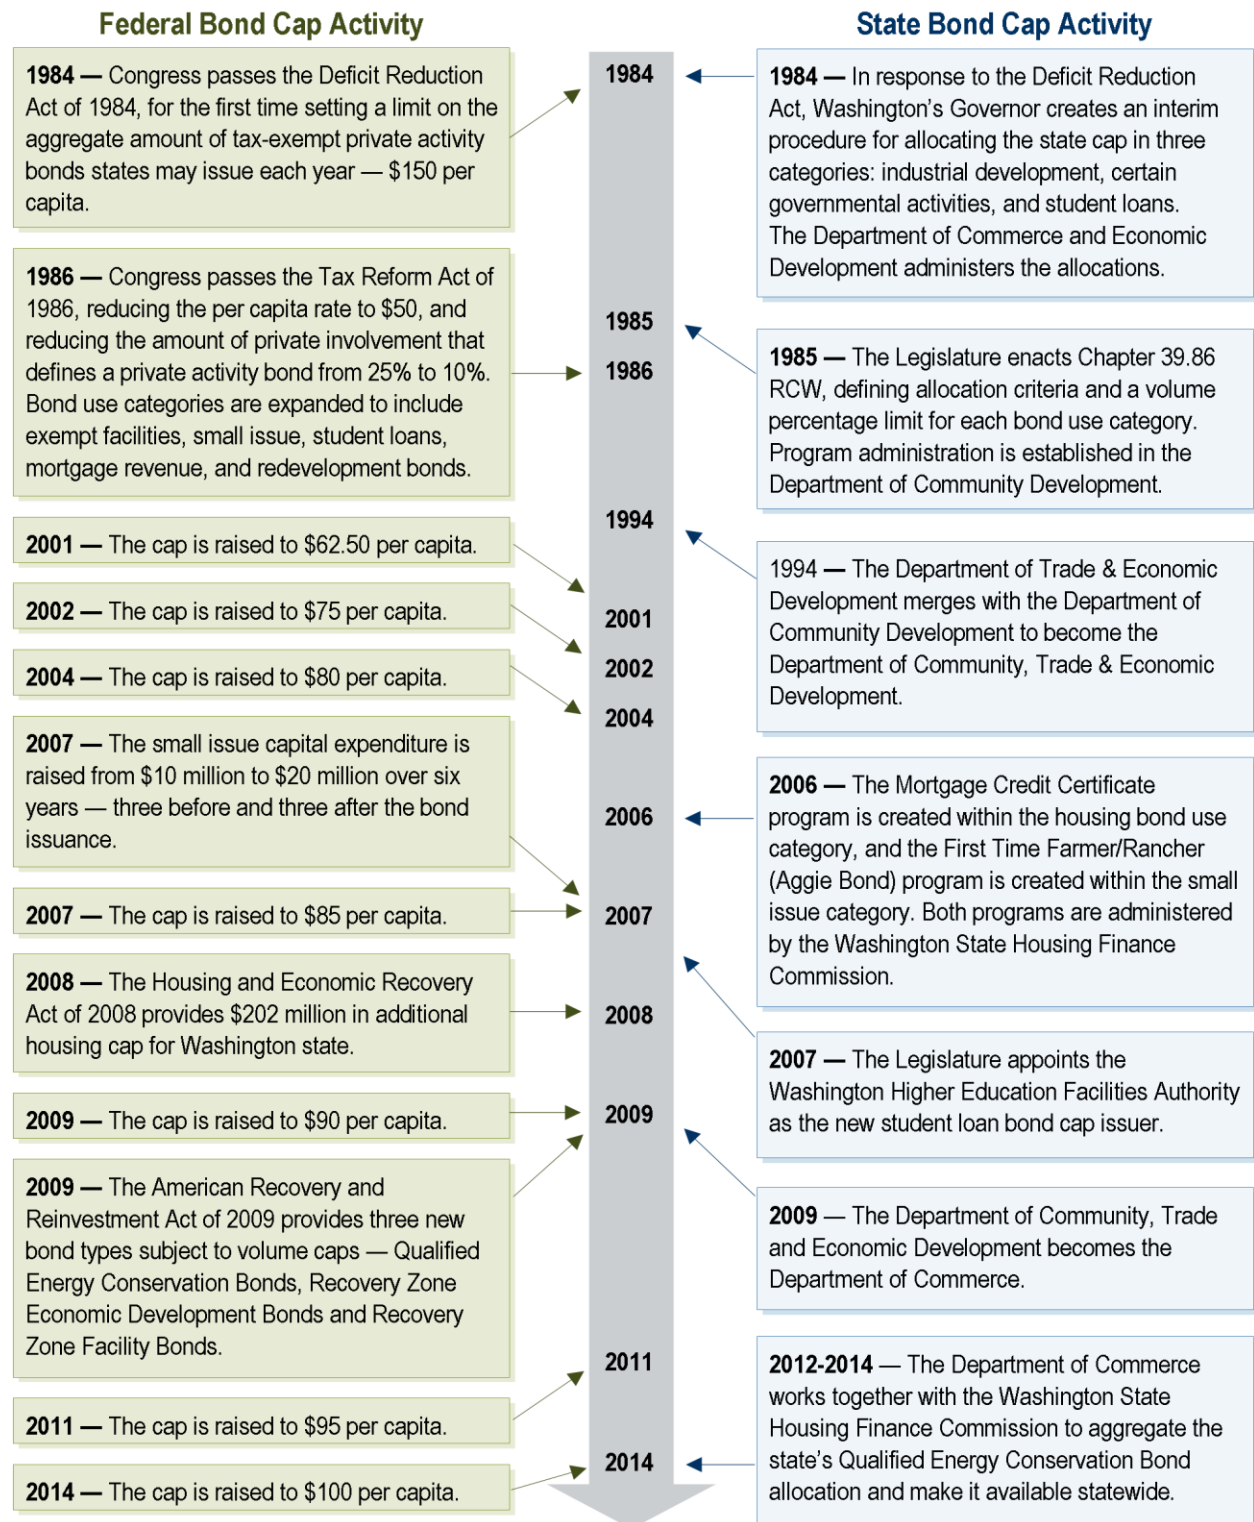 Federal Bond Cap Activity
1984 — Congress passes the Deficit Reduction
Act of 1984, for the first time setting a limit on the
aggregate amount of tax-exempt private activity
bonds states may issue each year — $150 per
capita.
1986 — Congress passes the Tax Reform Act of
1986, reducing the per capita rate to $50, and
reducing the amount of private involvement that
defines a private activity bond from 25% to 10%.
Bond use categories are expanded to include
exempt facilities, small issue, student loans,
mortgage revenue, and redevelopment bonds.
2001 — The cap is raised to $62.50 per capita.
2002 — The cap is raised to $75 per capita.
2004 — The cap is raised to $80 per capita.
2007 — The small issue capital expenditure is
raised from $10 million to $20 million over six
years — three before and three after the bond
issuance.
2007 — The cap is raised to $85 per capita.
2008 — The Housing and Economic Recovery
Act of 2008 provides $202 million in additional
housing cap for Washington state.
2009 — The cap is raised to $90 per capita.
2009 — The American Recovery and
Reinvestment Act of 2009 provides three new
bond types subject to volume caps — Qualified
Energy Conservation Bonds, Recovery Zone
Economic Development Bonds and Recovery
Zone Facility Bonds.
2011 — The cap is raised to $95 per capita.
2014 — The cap is raised to $100 per capita.
1984
1985
1986
1994
2001
2002
2004
2006
2007
2008
2009
2011
2014
State Bond Cap Activity
1984 — In response to the Deficit Reduction
Act, Washington's Governor creates an interim
procedure for allocating the state cap in three
categories: industrial development, certain
governmental activities, and student loans.
The Department of Commerce and Economic
Development administers the allocations.
1985 — The Legislature enacts Chapter 39.86
RCW, defining allocation criteria and a volume
percentage limit for each bond use category.
Program administration is established in the
Department of Community Development.
1994 — The Department of Trade & Economic
Development merges with the Department of
Community Development to become the
Department of Community, Trade & Economic
Development.
2006 — The Mortgage Credit Certificate
program is created within the housing bond use
category, and the First Time Farmer/Rancher
(Aggie Bond) program is created within the small
issue category. Both programs are administered
by the Washington State Housing Finance
Commission.
2007 — The Legislature appoints the
Washington Higher Education Facilities Authority
as the new student loan bond cap issuer.
2009 — The Department of Community, Trade
and Economic Development becomes the
Department of Commerce.
2012-2014 — The Department of Commerce
works together with the Washington State
Housing Finance Commission to aggregate the
state's Qualified Energy Conservation Bond
allocation and make it available statewide.